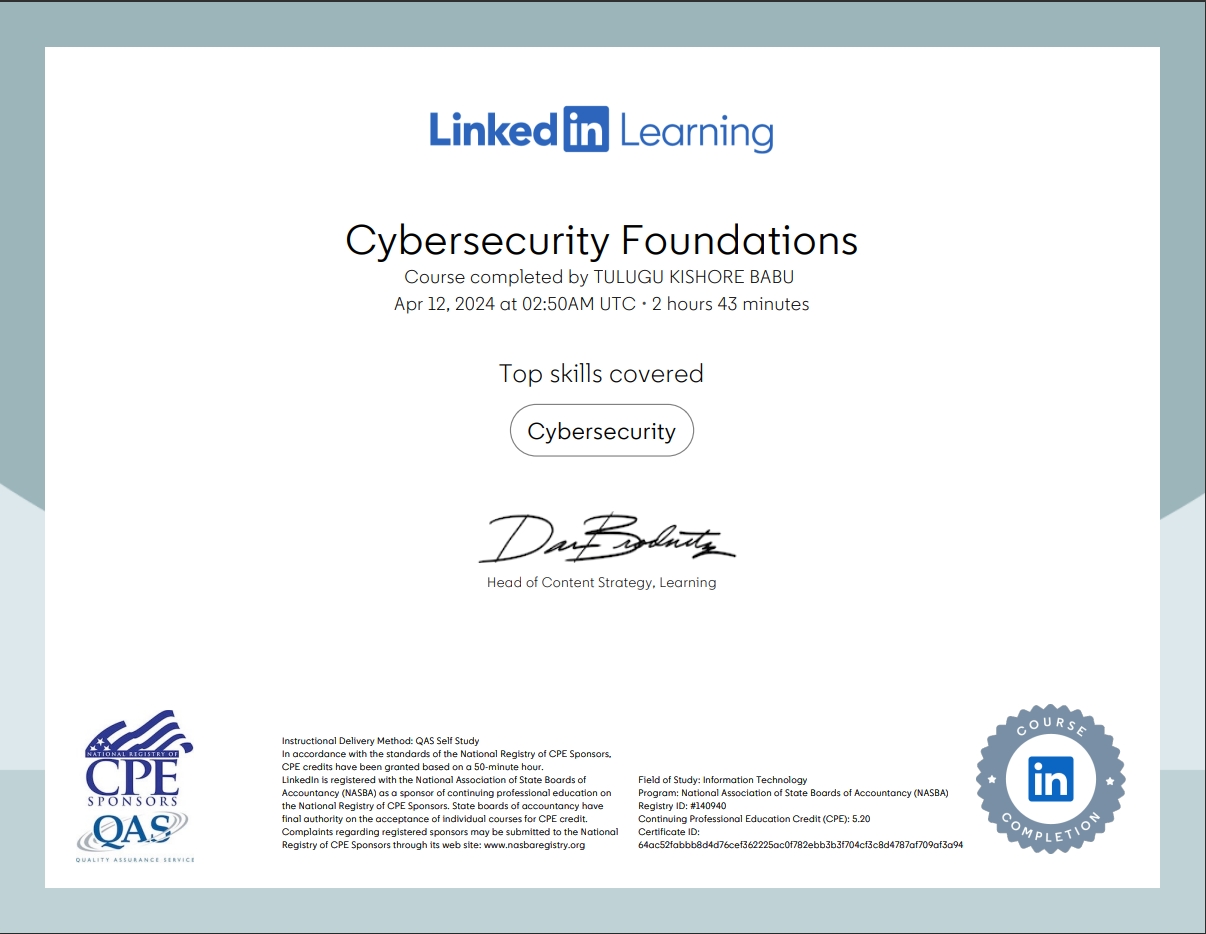 Linked in Learning
Cybersecurity Foundations
Course completed by TULUGU KISHORE BABU
Apr 12, 2024 at 02:50AM UTC • 2 hours 43 minutes
Top skills covered
Cybersecurity
Dan Brodnitz
Head of Content Strategy, Learning
NATIONAL REGISTRY OF
CPE
SPONSORS
QAS
QUALITY ASSURANCE SERVICE
Instructional Delivery Method: QAS Self Study
In accordance with the standards of the National Registry of CPE Sponsors,
CPE credits have been granted based on a 50-minute hour.
LinkedIn is registered with the National Association of State Boards of
Accountancy (NASBA) as a sponsor of continuing professional education on
the National Registry of CPE Sponsors. State boards of accountancy have
final authority on the acceptance of individual courses for CPE credit.
Complaints regarding registered sponsors may be submitted to the National
Registry of CPE Sponsors through its web site: www.nasbaregistry.org
Field of Study: Information Technology
Program: National Association of State Boards of Accountancy (NASBA)
Registry ID: #140940
Continuing Professional Education Credit (CPE): 5.20
Certificate ID:
64ac52fabbb8d4d76cef362225ac0f782ebb3b3f704cf3c8d4787af709af3a94
COURSE
in
COMPLETION